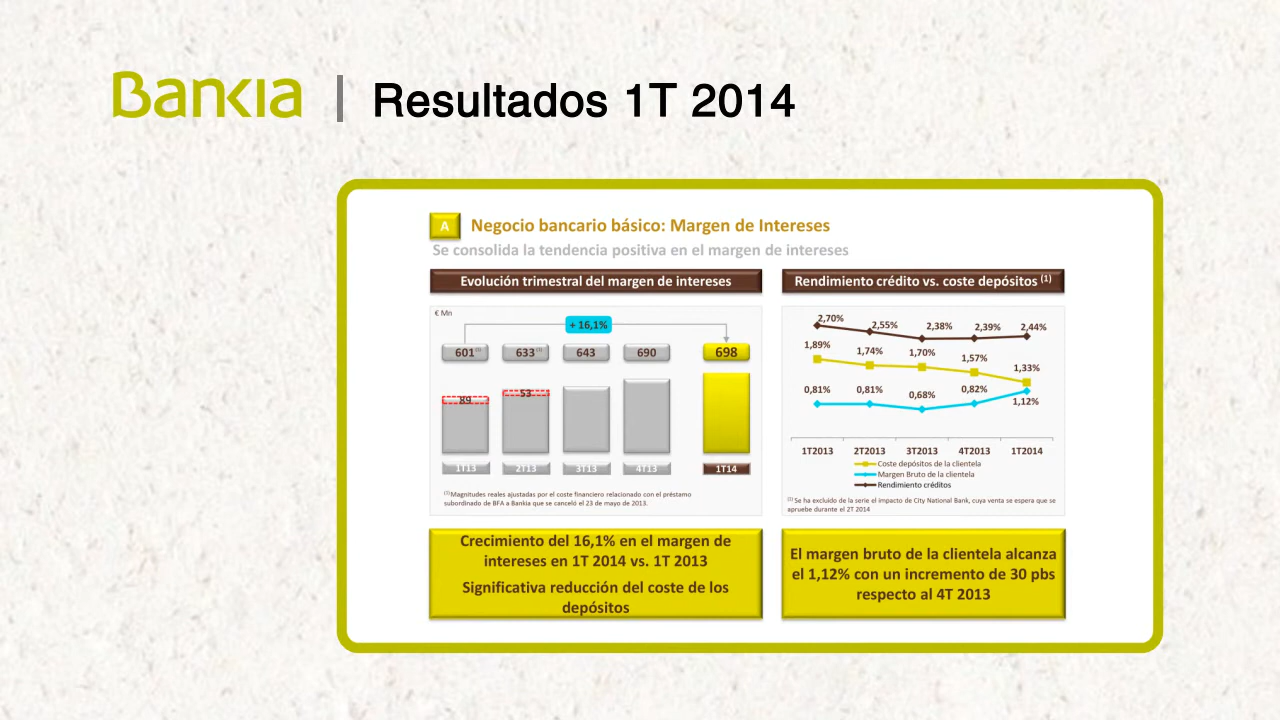 Bankia | Resultados 1T 2014
A Negocio bancario básico: Margen de Intereses
Se consolida la tendencia positiva en el margen de intereses
Evolución trimestral del margen de intereses
€ Mn
+ 16,1%
601(1) 633(1) 643 690 698
89 53
1T13 2T13 3T13 4T13 1T14
(1) Magnitudes reales ajustadas por el coste financiero relacionado con el préstamo
subordinado de BFA a Bankia que se canceló el 23 de mayo de 2013.
Crecimiento del 16,1% en el margen de
intereses en 1T 2014 vs. 1T 2013
Significativa reducción del coste de los
depósitos
Rendimiento crédito vs. coste depósitos (1)
2,70% 2,55% 2,38% 2,39% 2,44%
1,89% 1,74% 1,70% 1,57% 1,33%
0,81% 0,81% 0,68% 0,82% 1,12%
1T2013 2T2013 3T2013 4T2013 1T2014
Coste depósitos de la clientela
Margen Bruto de la clientela
Rendimiento créditos
(1) Se ha excluido de la serie el impacto de City National Bank, cuya venta se espera que se
apruebe durante el 2T 2014
El margen bruto de la clientela alcanza
el 1,12% con un incremento de 30 pbs
respecto al 4T 2013